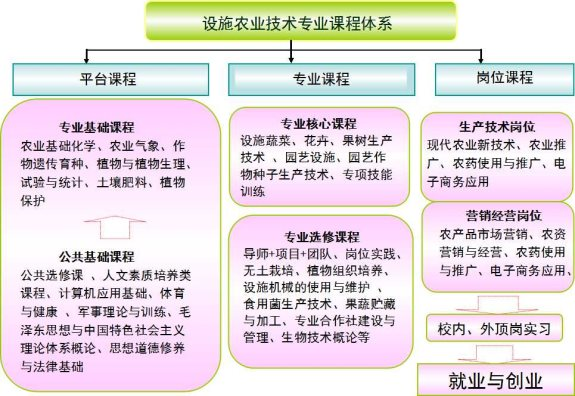 设施农业技术专业课程体系
平台课程
专业课程
岗位课程
专业基础课程
农业基础化学、农业气象、作
物遗传育种、植物与植物生理、
试验与统计、土壤肥料、植物
保护
公共基础课程
公共选修课 、人文素质培养类
课程、计算机应用基础、体育
与健康 、军事理论与训练、毛
泽东思想与中国特色社会主义
理论体系概论、思想道德修养
与法律基础
专业核心课程
设施蔬菜、花卉、果树生产
技术 、园艺设施、园艺作
物种子生产技术、专项技能
训练
专业选修课程
导师+项目+团队、岗位实践、
无土栽培、植物组织培养、
设施机械的使用与维护 、
食用菌生产技术、果蔬贮藏
与加工、专业合作社建设与
管理、生物技术概论等
生产技术岗位
现代农业新技术、农业推
广、农药使用与推广、电
子商务应用
营销经营岗位
农产品市场营销、农资
营销与经营、农药使用
与推广、电子商务应用、
校内、外顶岗实习
就业与创业